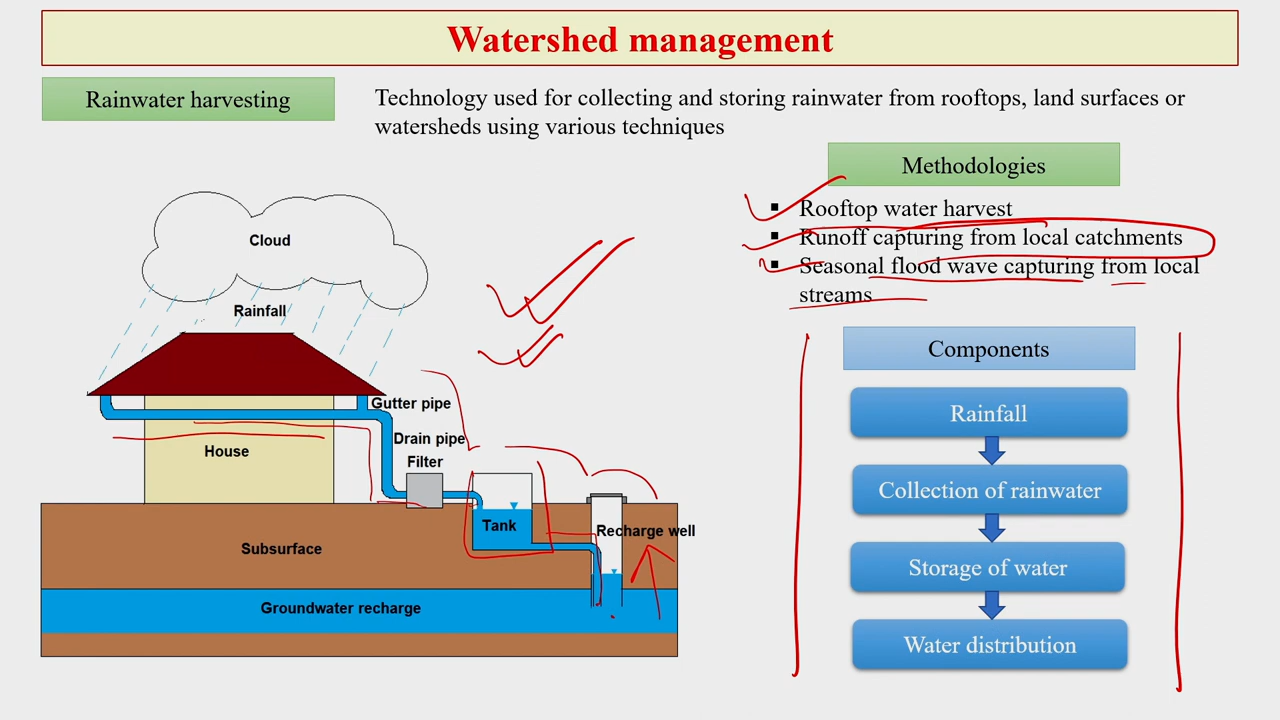 Watershed management
Rainwater harvesting
Technology used for collecting and storing rainwater from rooftops, land surfaces or
watersheds using various techniques
Methodologies
▪ Rooftop water harvest
▪ Runoff capturing from local catchments
▪ Seasonal flood wave capturing from local
streams
Cloud
Rainfall
Gutter pipe
Drain pipe
House
Filter
Tank
Recharge well
Subsurface
Groundwater recharge
Components
Rainfall
Collection of rainwater
Storage of water
Water distribution